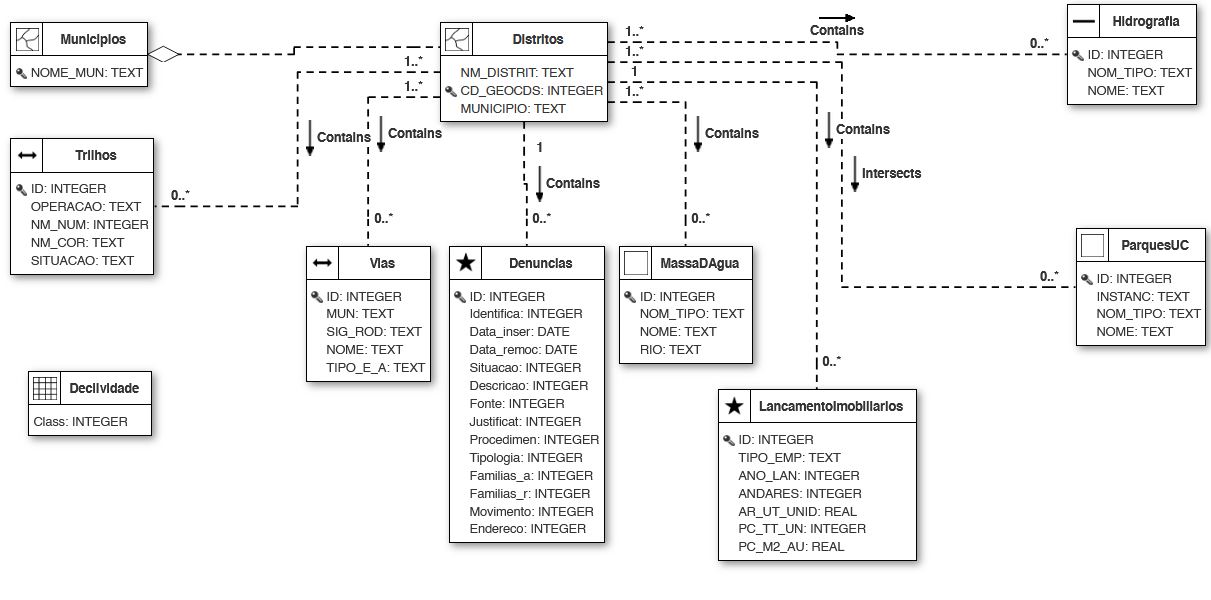 Municipios
NOME_MUN: TEXT
Distritos
NM_DISTRIT: TEXT
CD_GEOCDS: INTEGER
MUNICIPIO: TEXT
Hidrografia
ID: INTEGER
NOM_TIPO: TEXT
NOME: TEXT
1..*
1..*
1..*
1..*
1
1..*
Contains
0..*
Contains
Contains
1
Contains
Contains
Contains
Intersects
Trilhos
ID: INTEGER
OPERACAO: TEXT
NM_NUM: INTEGER
NM_COR: TEXT
SITUACAO: TEXT
0..*
0..*
0..*
0..*
0..*
0..*
Vias
ID: INTEGER
MUN: TEXT
SIG_ROD: TEXT
NOME: TEXT
TIPO_E_A: TEXT
Denuncias
ID: INTEGER
Identifica: INTEGER
Data_inser: DATE
Data_remoc: DATE
Situacao: INTEGER
Descricao: INTEGER
Fonte: INTEGER
Justificat: INTEGER
Procedimen: INTEGER
Tipologia: INTEGER
Familias_a: INTEGER
Familias_r: INTEGER
Movimento: INTEGER
Endereco: INTEGER
MassaDAgua
ID: INTEGER
NOM_TIPO: TEXT
NOME: TEXT
RIO: TEXT
ParquesUC
ID: INTEGER
INSTANC: TEXT
NOM_TIPO: TEXT
NOME: TEXT
Declividade
Class: INTEGER
LancamentoImobiliarios
ID: INTEGER
TIPO_EMP: TEXT
ANO_LAN: INTEGER
ANDARES: INTEGER
AR_UT_UNID: REAL
PC_TT_UN: INTEGER
PC_M2_AU: REAL